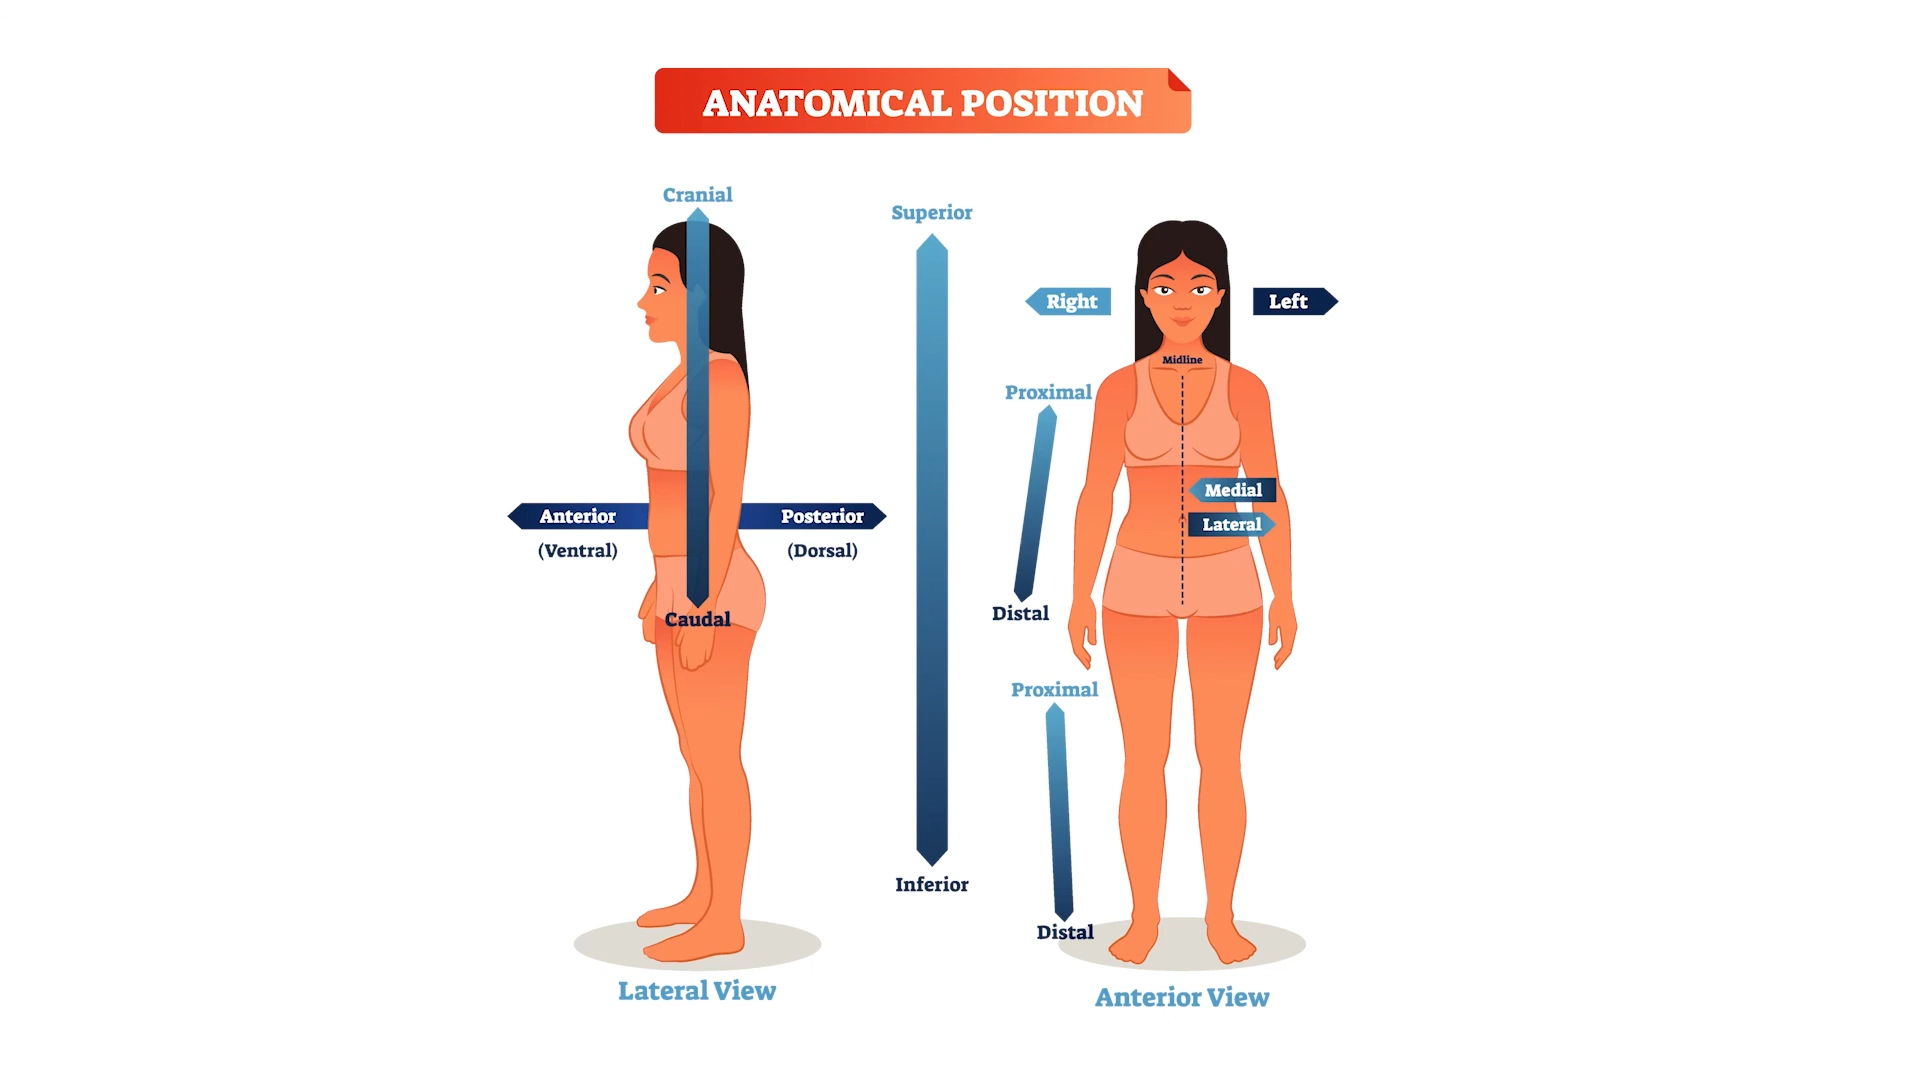 ANATOMICAL POSITION
Cranial
Anterior
(Ventral)
Posterior
(Dorsal)
Caudal
Lateral View
Superior
Inferior
Right
Left
Midline
Proximal
Distal
Medial
Lateral
Proximal
Distal
Anterior View